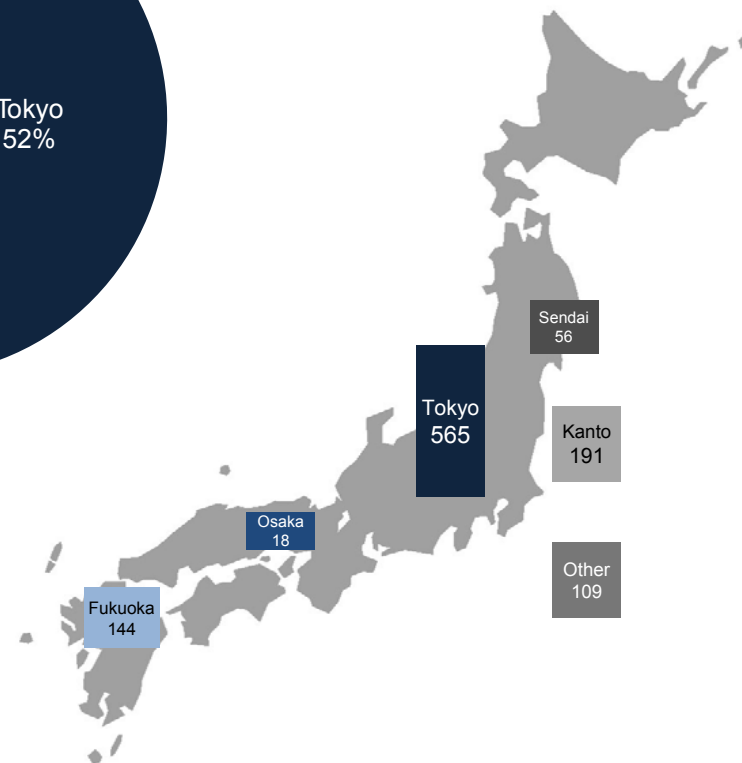 Tokyo
52%
Sendai
56
Tokyo
565
Kanto
191
Osaka
18
Other
109
Fukuoka
144